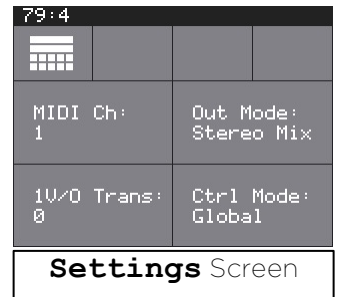 79:4
MIDI Ch:
1
Out Mode:
Stereo Mix
1V/O Trans:
0
Ctrl Mode:
Global
Settings Screen